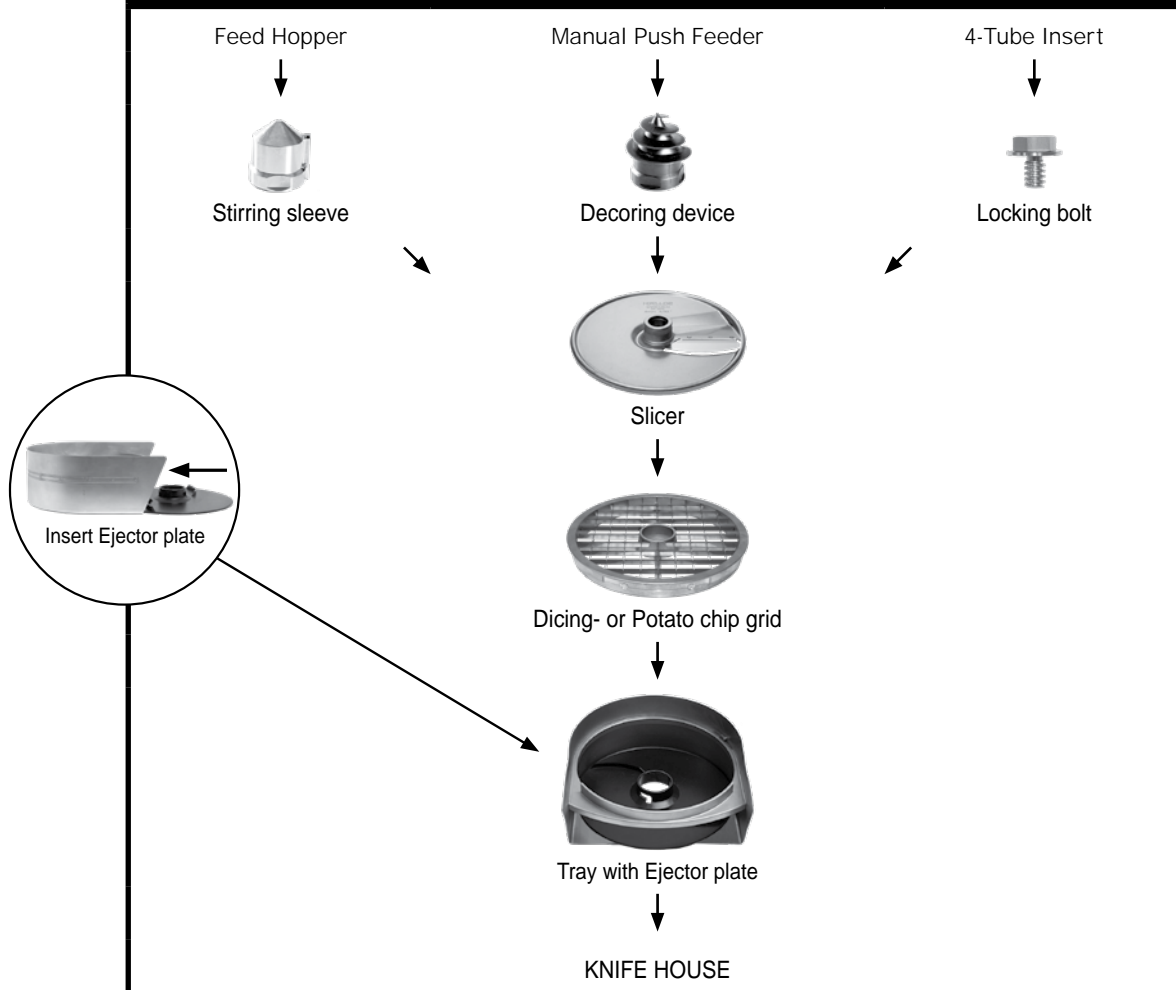 Feed Hopper
Manual Push Feeder
4-Tube Insert
Stirring sleeve
Decoring device
Locking bolt
Slicer
Insert Ejector plate
Dicing- or Potato chip grid
Tray with Ejector plate
KNIFE HOUSE